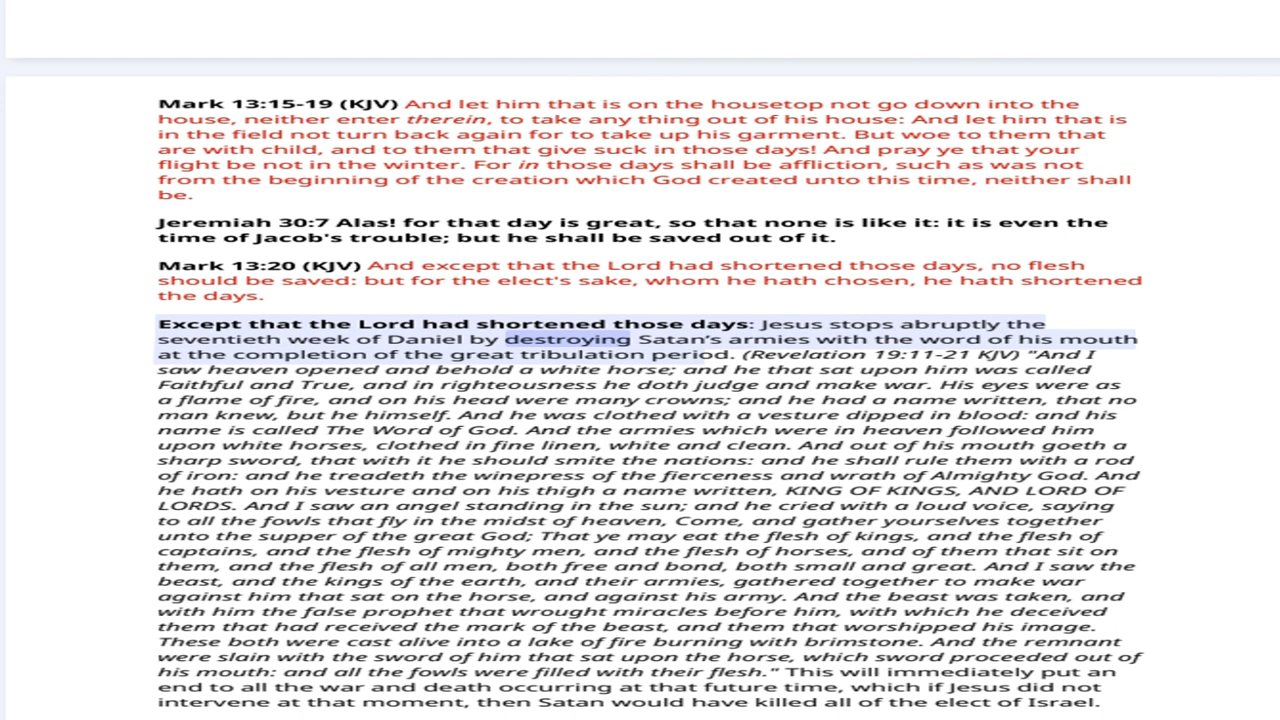 Mark 13:15-19 (KJV) And let him that is on the housetop not go down into the
house, neither enter therein, to take any thing out of his house: And let him that is
in the field not turn back again for to take up his garment. But woe to them that
are with child, and to them that give suck in those days! And pray ye that your
flight be not in the winter. For in those days shall be affliction, such as was not
from the beginning of the creation which God created unto this time, neither shall
be.
Jeremiah 30:7 Alas! for that day is great, so that none is like it: it is even the
time of Jacob's trouble; but he shall be saved out of it.
Mark 13:20 (KJV) And except that the Lord had shortened those days, no flesh
should be saved: but for the elect's sake, whom he hath chosen, he hath shortened
the days.
Except that the Lord had shortened those days: Jesus stops abruptly the
seventieth week of Daniel by destroying Satan's armies with the word of his mouth
at the completion of the great tribulation period. (Revelation 19:11-21 KJV) "And I
saw heaven opened and behold a white horse; and he that sat upon him was called
Faithful and True, and in righteousness he doth judge and make war. His eyes were as
a flame of fire, and on his head were many crowns; and he had a name written, that no
man knew, but he himself. And he was clothed with a vesture dipped in blood: and his
name is called The Word of God. And the armies which were in heaven followed him
upon white horses, clothed in fine linen, white and clean. And out of his mouth goeth a
sharp sword, that with it he should smite the nations: and he shall rule them with a rod
of iron: and he treadeth the winepress of the fierceness and wrath of Almighty God. And
he hath on his vesture and on his thigh a name written, KING OF KINGS, AND LORD OF
LORDS. And I saw an angel standing in the sun; and he cried with a loud voice, saying
to all the fowls that fly in the midst of heaven, Come, and gather yourselves together
unto the supper of the great God; That ye may eat the flesh of kings, and the flesh of
captains, and the flesh of mighty men, and the flesh of horses, and of them that sit on
them, and the flesh of all men, both free and bond, both small and great. And I saw the
beast, and the kings of the earth, and their armies, gathered together to make war
against him that sat on the horse, and against his army. And the beast was taken, and
with him the false prophet that wrought miracles before him, with which he deceived
them that had received the mark of the beast, and them that worshipped his image.
These both were cast alive into a lake of fire burning with brimstone. And the remnant
were slain with the sword of him that sat upon the horse, which sword proceeded out of
his mouth: and all the fowls were filled with their flesh." This will immediately put an
end to all the war and death occurring at that future time, which if Jesus did not
intervene at that moment, then Satan would have killed all of the elect of Israel.